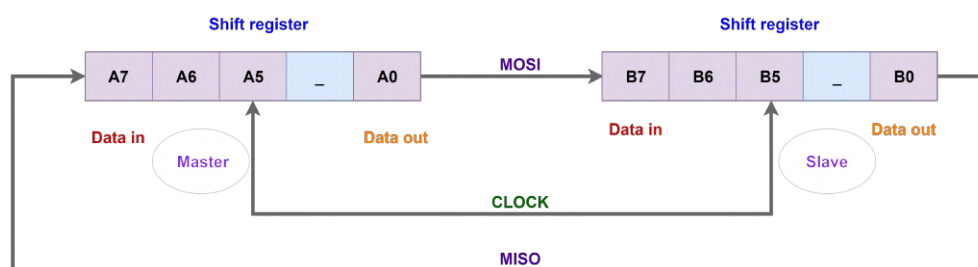 Shift register
Shift register
A7 A6 A5 _ A0
MOSI
B7 B6 B5 _ B0
Data in
Data out
Data in
Data out
Master
Slave
CLOCK
MISO